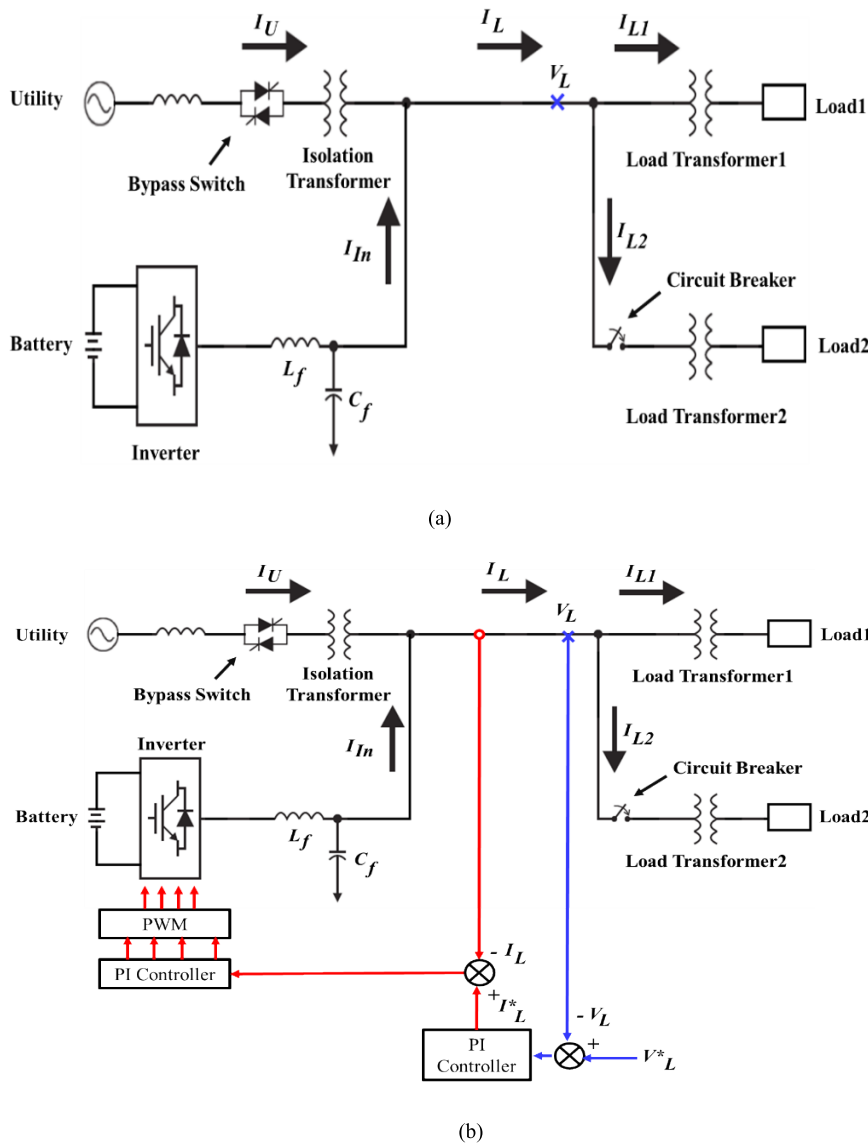 I_U
I_L
I_L1
V_L
Utility
Load1
Bypass Switch
Isolation
Transformer
Load Transformer1
I_In
I_L2
Circuit Breaker
Battery
L_f
C_f
Load2
Inverter
Load Transformer2
(a)
I_U
I_L
I_L1
V_L
Utility
Load1
Bypass Switch
Isolation
Transformer
Load Transformer1
Inverter
I_In
I_L2
Circuit Breaker
Battery
L_f
C_f
Load2
Load Transformer2
PWM
PI Controller
- I_L
+ I*_L
PI
Controller
- V_L
+
V*_L
(b)